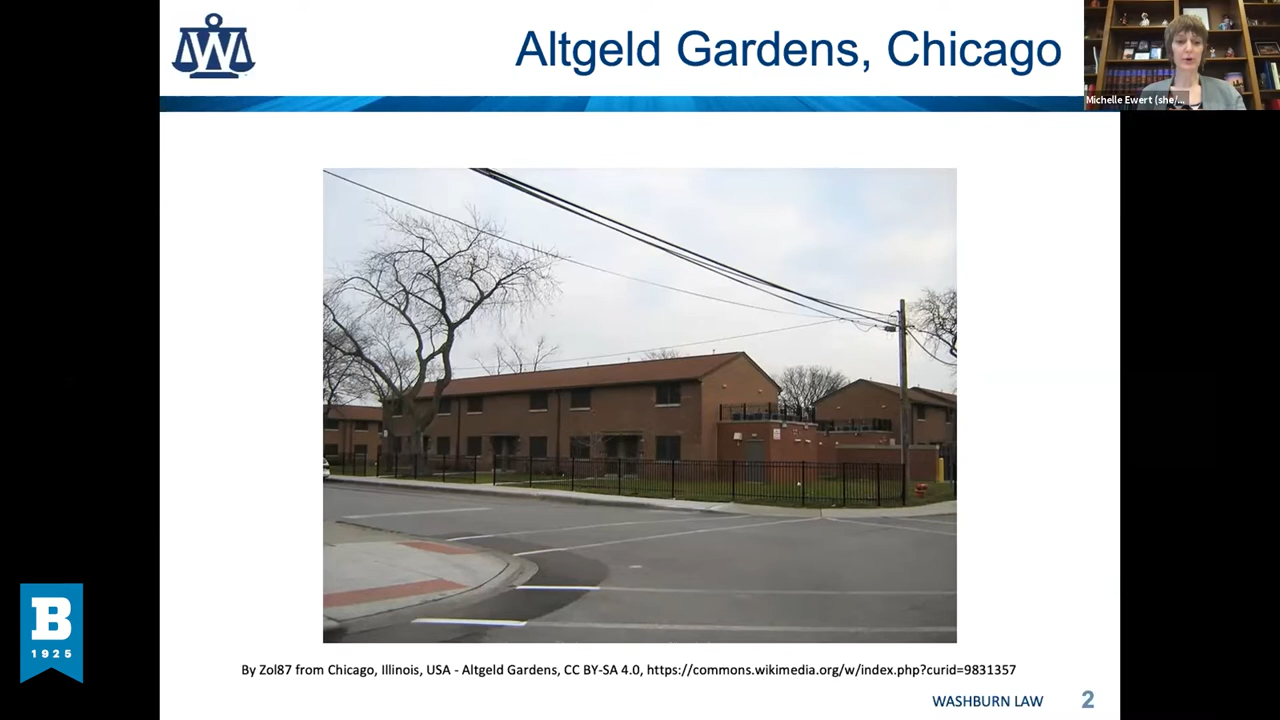 W
Altgeld Gardens, Chicago
Michelle Ewert (she/...
By Zol87 from Chicago, Illinois, USA - Altgeld Gardens, CC BY-SA 4.0, https://commons.wikimedia.org/w/index.php?curid=9831357
WASHBURN LAW 2
B
1925